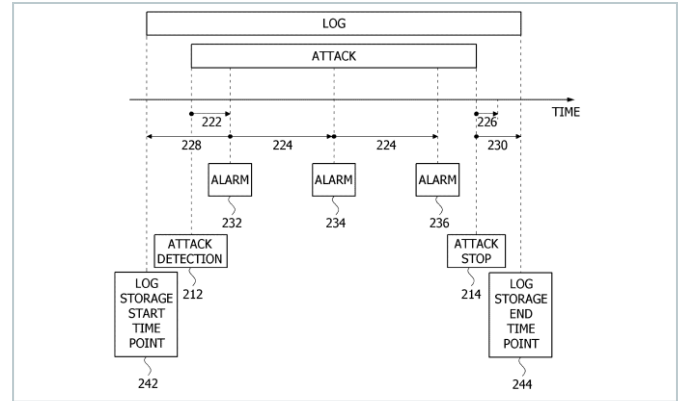 LOG
ATTACK
TIME
222
226
228
224
224
230
ALARM
ALARM
ALARM
232
234
236
ATTACK
DETECTION
ATTACK
STOP
212
214
LOG
STORAGE
START
TIME
POINT
LOG
STORAGE
END
TIME
POINT
242
244